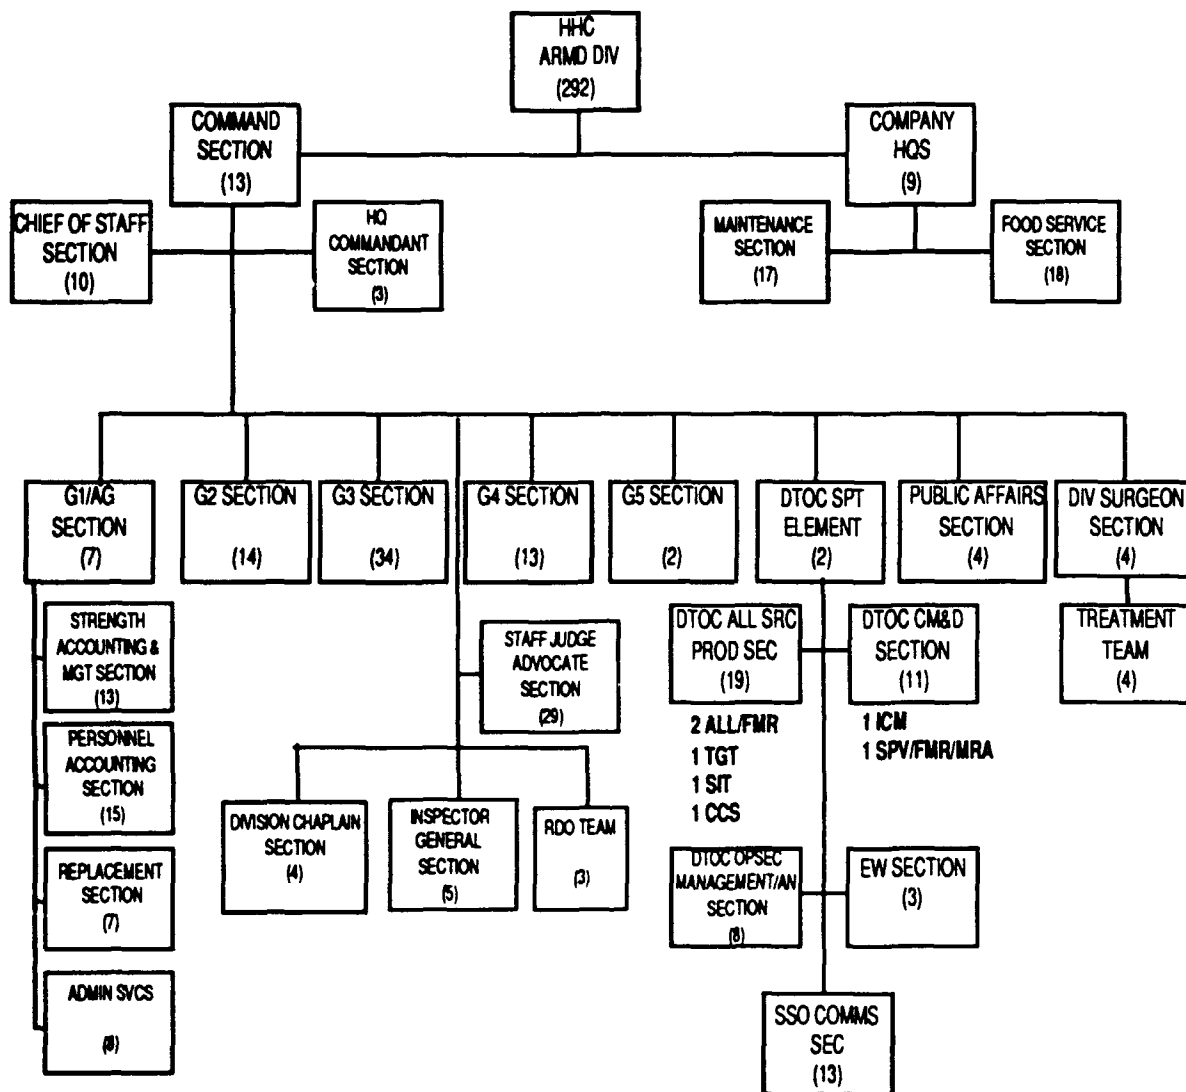 HHC
ARMD DIV
(292)
COMMAND
SECTION
(13)
COMPANY
HQS
(9)
CHIEF OF STAFF
SECTION
(10)
HQ
COMMANDANT
SECTION
(3)
MAINTENANCE
SECTION
(17)
FOOD SERVICE
SECTION
(18)
G1/AG
SECTION
(7)
G2 SECTION
(14)
G3 SECTION
(34)
G4 SECTION
(13)
G5 SECTION
(2)
DTOC SPT
ELEMENT
(2)
PUBLIC AFFAIRS
SECTION
(4)
DIV SURGEON
SECTION
(4)
STRENGTH
ACCOUNTING &
MGT SECTION
(13)
PERSONNEL
ACCOUNTING
SECTION
(15)
REPLACEMENT
SECTION
(7)
ADMIN SVCS
(8)
STAFF JUDGE
ADVOCATE
SECTION
(29)
DIVISION CHAPLAIN
SECTION
(4)
INSPECTOR
GENERAL
SECTION
(5)
RDO TEAM
(3)
DTOC ALL SRC
PROD SEC
(19)
2 ALL/FMR
1 TGT
1 SIT
1 CCS
DTOC CM&D
SECTION
(11)
1 ICM
1 SPV/FMR/MRA
TREATMENT
TEAM
(4)
DTOC OPSEC
MANAGEMENT/AN
SECTION
(8)
EW SECTION
(3)
SSO COMMS
SEC
(13)